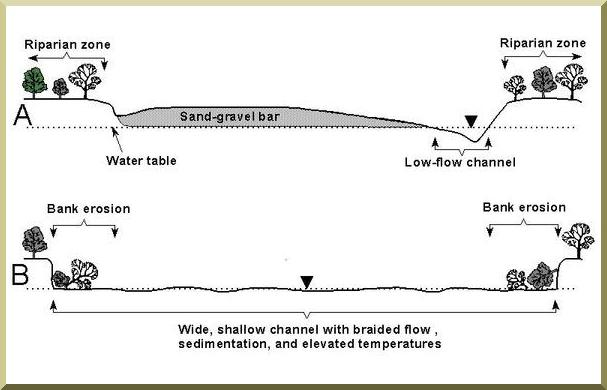 Riparian zone
Riparian zone
A
Sand-gravel bar
Water table
Low-flow channel
Bank erosion
Bank erosion
B
Wide, shallow channel with braided flow ,
sedimentation, and elevated temperatures